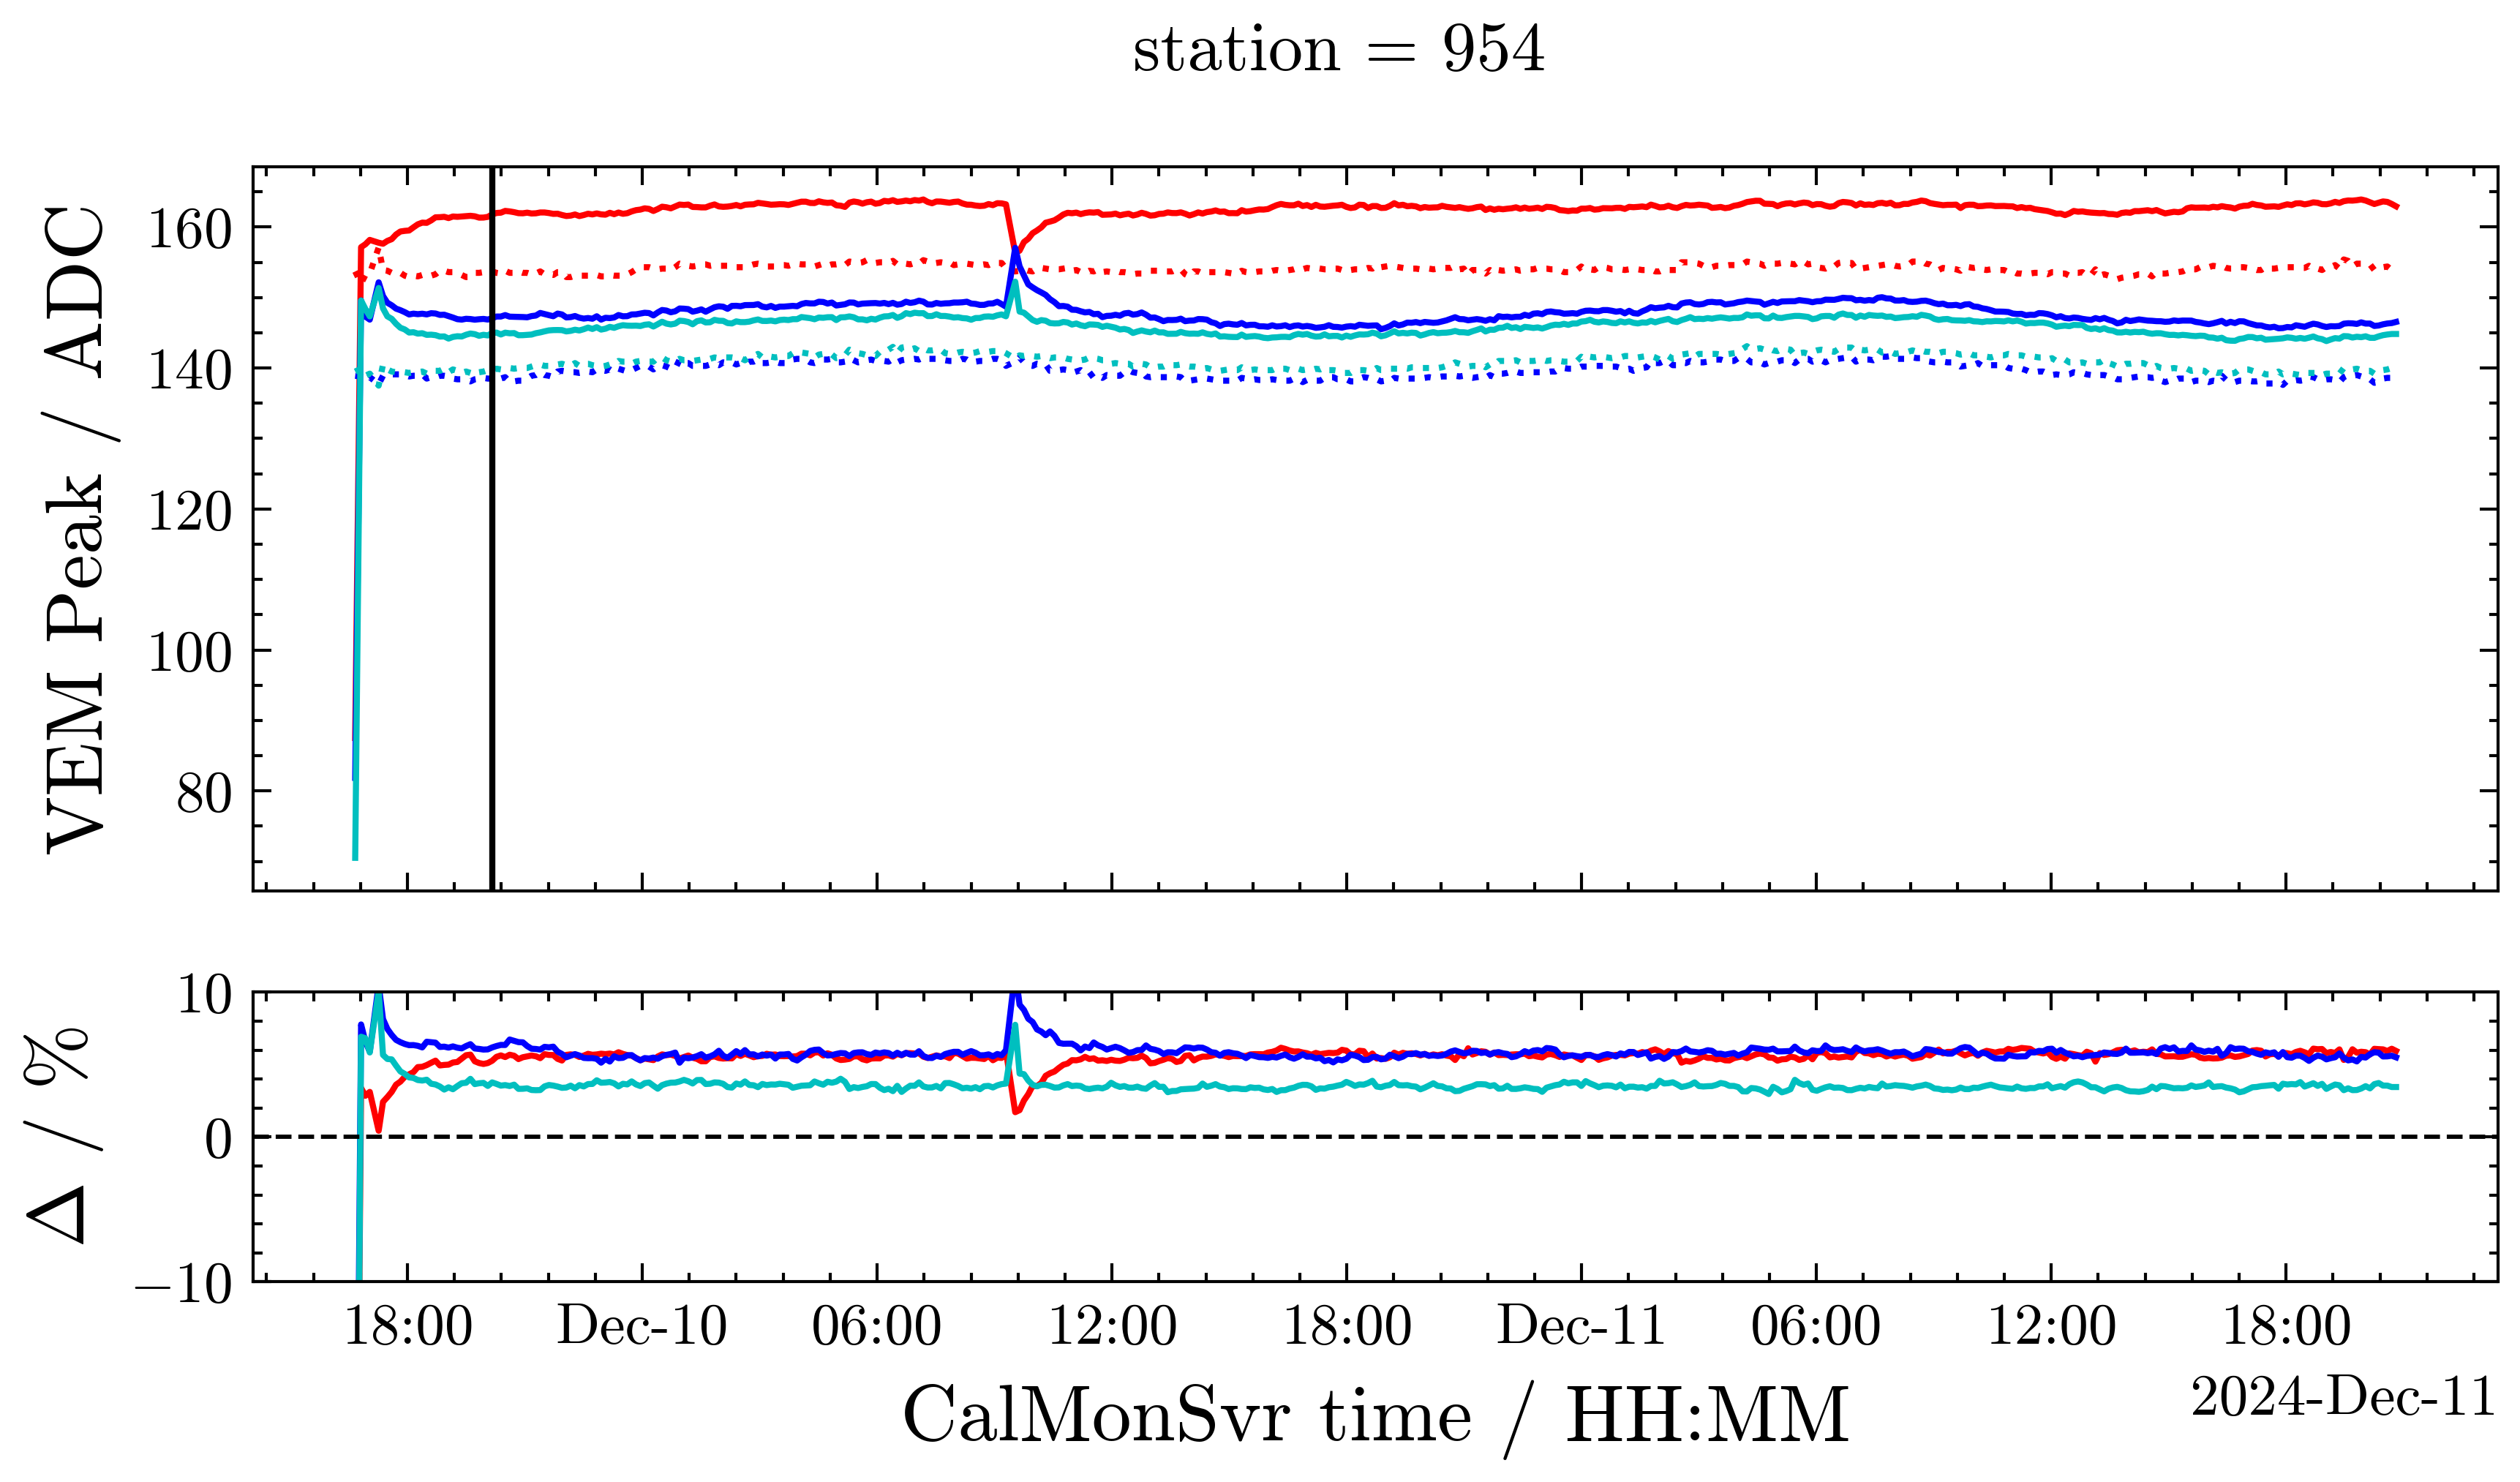 station = 954
VEM Peak / ADC
160
140
120
100
80
Δ / %
10
0
−10
18:00 Dec-10 06:00 12:00 18:00 Dec-11 06:00 12:00 18:00
2024-Dec-11
CalMonSvr time / HH:MM